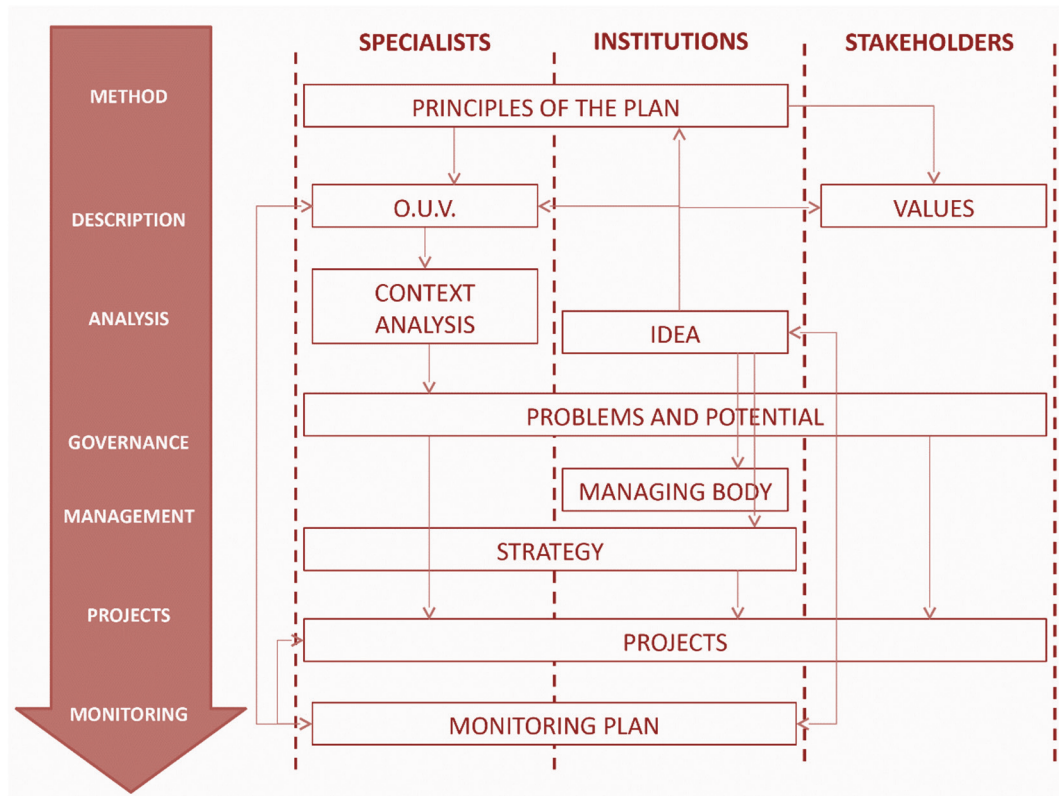 SPECIALISTS
INSTITUTIONS
STAKEHOLDERS
METHOD
PRINCIPLES OF THE PLAN
DESCRIPTION
O.U.V.
VALUES
ANALYSIS
CONTEXT
ANALYSIS
IDEA
PROBLEMS AND POTENTIAL
GOVERNANCE
MANAGING BODY
MANAGEMENT
STRATEGY
PROJECTS
PROJECTS
MONITORING
MONITORING PLAN